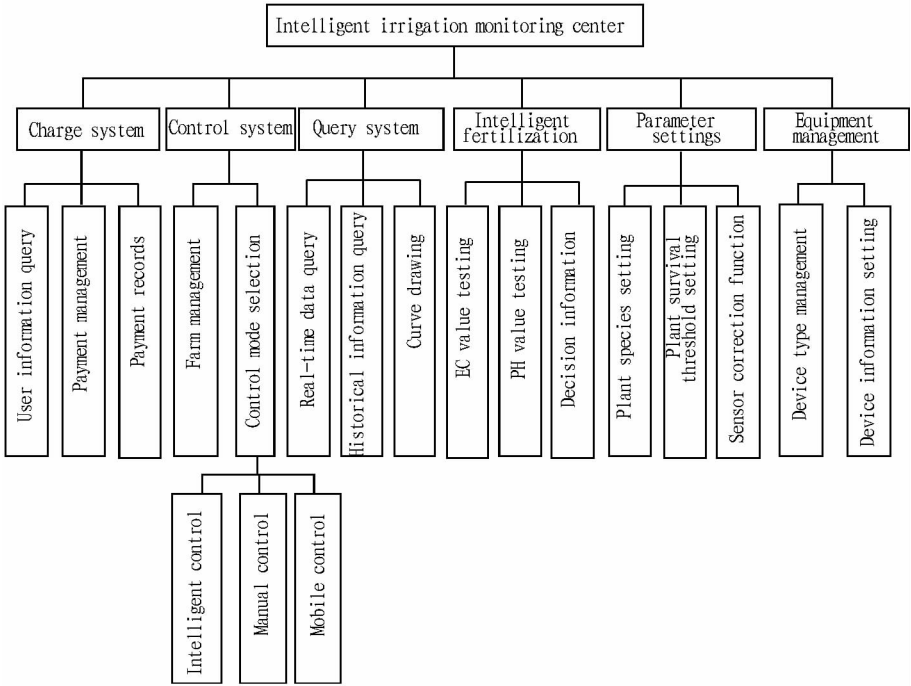 Intelligent irrigation monitoring center
Charge system
Control system
Query system
Intelligent
fertilization
Parameter
settings
Equipment
management
User information query
Payment management
Payment records
Farm management
Control mode selection
Real-time data query
Historical information query
Curve drawing
EC value testing
PH value testing
Decision information
Plant species setting
Plant survival
threshold setting
Sensor correction function
Device type management
Device information setting
Intelligent control
Manual control
Mobile control